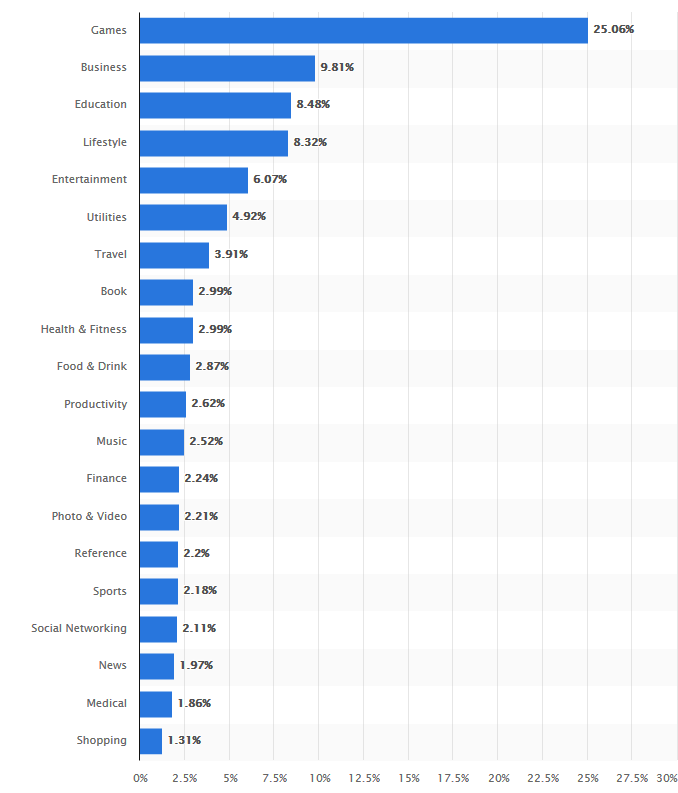 Games 25.06%
Business 9.81%
Education 8.48%
Lifestyle 8.32%
Entertainment 6.07%
Utilities 4.92%
Travel 3.91%
Book 2.99%
Health & Fitness 2.99%
Food & Drink 2.87%
Productivity 2.62%
Music 2.52%
Finance 2.24%
Photo & Video 2.21%
Reference 2.2%
Sports 2.18%
Social Networking 2.11%
News 1.97%
Medical 1.86%
Shopping 1.31%
0% 2.5% 5% 7.5% 10% 12.5% 15% 17.5% 20% 22.5% 25% 27.5% 30%